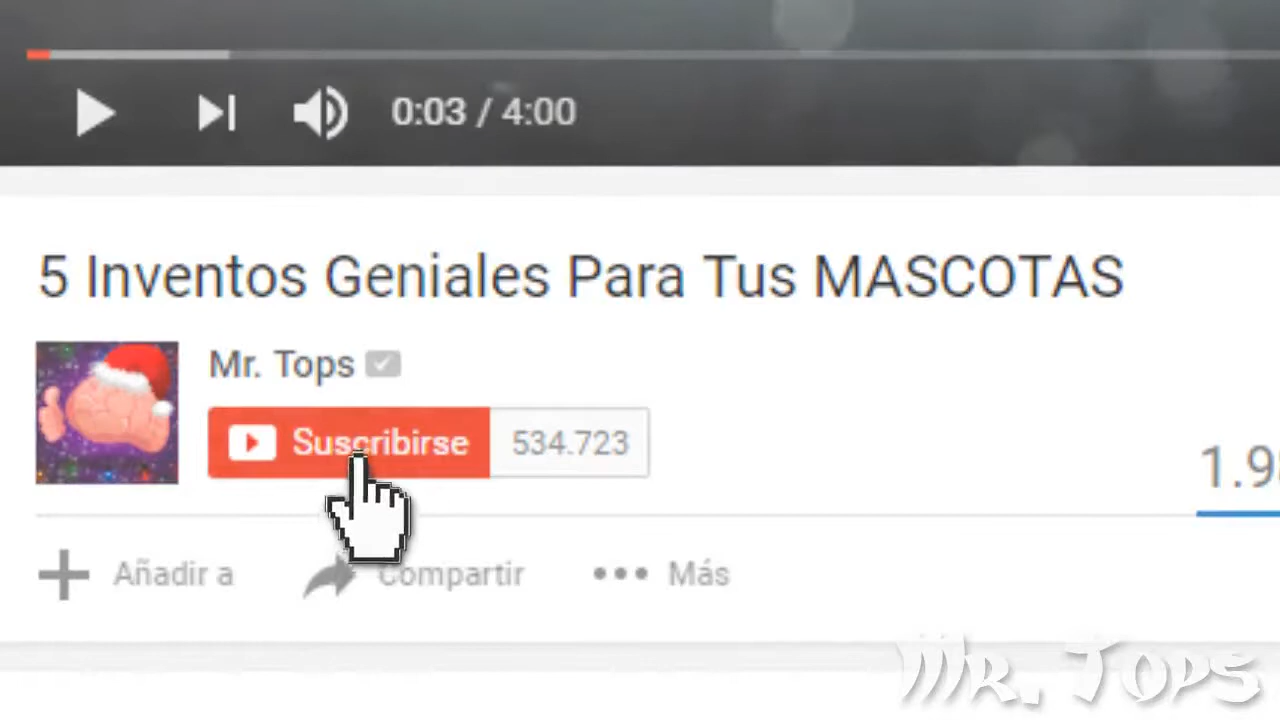 0:03 / 4:00
5 Inventos Geniales Para Tus MASCOTAS
Mr. Tops
Suscribirse 534.723
Añadir a Compartir Más
Mr. Tops